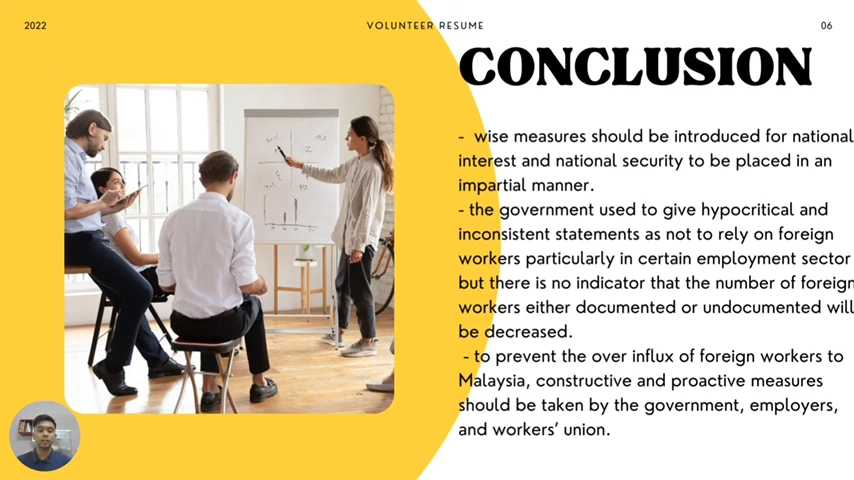 2022
VOLUNTEER RESUME
06
CONCLUSION
- wise measures should be introduced for national
interest and national security to be placed in an
impartial manner.
- the government used to give hypocritical and
inconsistent statements as not to rely on foreign
workers particularly in certain employment sector
but there is no indicator that the number of foreign
workers either documented or undocumented will
be decreased.
- to prevent the over influx of foreign workers to
Malaysia, constructive and proactive measures
should be taken by the government, employers,
and workers’ union.